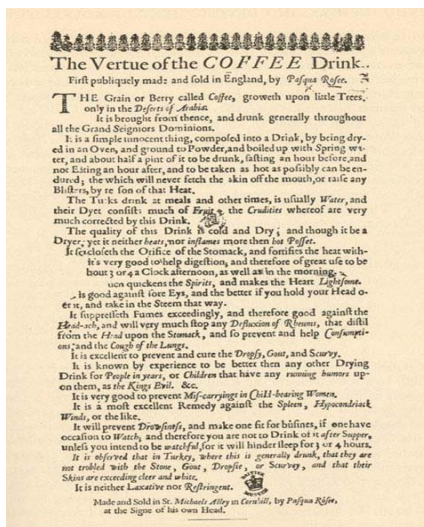 The Vertue of the COFFEE Drink.
First publiquely made and sold in England, by Pasqua Rosee.
THE Grain or Berry called Coffee, groweth upon little Trees,
only in the Deserts of Arabia.
It is brought from thence, and drunk generally throughout
all the Grand Seigniors Dominions.
It is a simple innocent thing, composed into a Drink, by being dry-
ed in an Oven, and ground to Powder, and boiled up with Spring wa-
ter, and about half a pint of it to be drunk, fasting an hour before, and
not Eating an hour after, and to be taken as hot as possibly can be en-
dured; the which will never fetch the skin off the mouth, or raise any
Blisters, by re son of that Heat.
The Turks drink at meals and other times, is usually Water, and
their Dyet consists much of Fruit, the Crudities whereof are very
much corrected by this Drink.
The quality of this Drink is cold and Dry; and though it be a
Dryer, yet it neither heats, nor inflames more then hot Posset.
It so closeth the Orifice of the Stomack, and fortifies the heat with-
it's very good to help digestion, and therefore of great use to be
bout 3 or 4 a Clock afternoon, as well as in the morning.
uch quickens the Spirits, and makes the Heart Lightsome.
is good against sore Eys, and the better if you hold your Head o-
er it, and take in the Steem that way.
It suppresseth Fumes exceedingly, and therefore good against the
Head-ach, and will very much stop any Defluxion of Rheums, that distil
from the Head upon the Stomack, and so prevent and help Consumpti-
ons; and the Cough of the Lungs.
It is excellent to prevent and cure the Dropsy, Gout, and Scurvy.
It is known by experience to be better then any other Drying
Drink for People in years, or Children that have any running humors up-
on them, as the Kings Evil. &c.
It is very good to prevent Mis-carryings in Child-bearing Women.
It is a most excellent Remedy against the Spleen, Hypocondriack
Winds, or the like.
It will prevent Drowsiness, and make one fit for busines, if one have
occasion to Watch; and therefore you are not to Drink of it after Supper,
unless you intend to be watchful, for it will hinder sleep for 3 or 4 hours.
It is observed that in Turkey, where this is generally drunk, that they are
not trobled with the Stone, Gout, Dropsie, or Scurvey, and that their
Skins are exceeding cleer and white.
It is neither Laxative nor Restringent.
Made and Sold in St. Michaels Alley in Cornhill, by Pasqua Rosee,
at the Signe of his own Head.